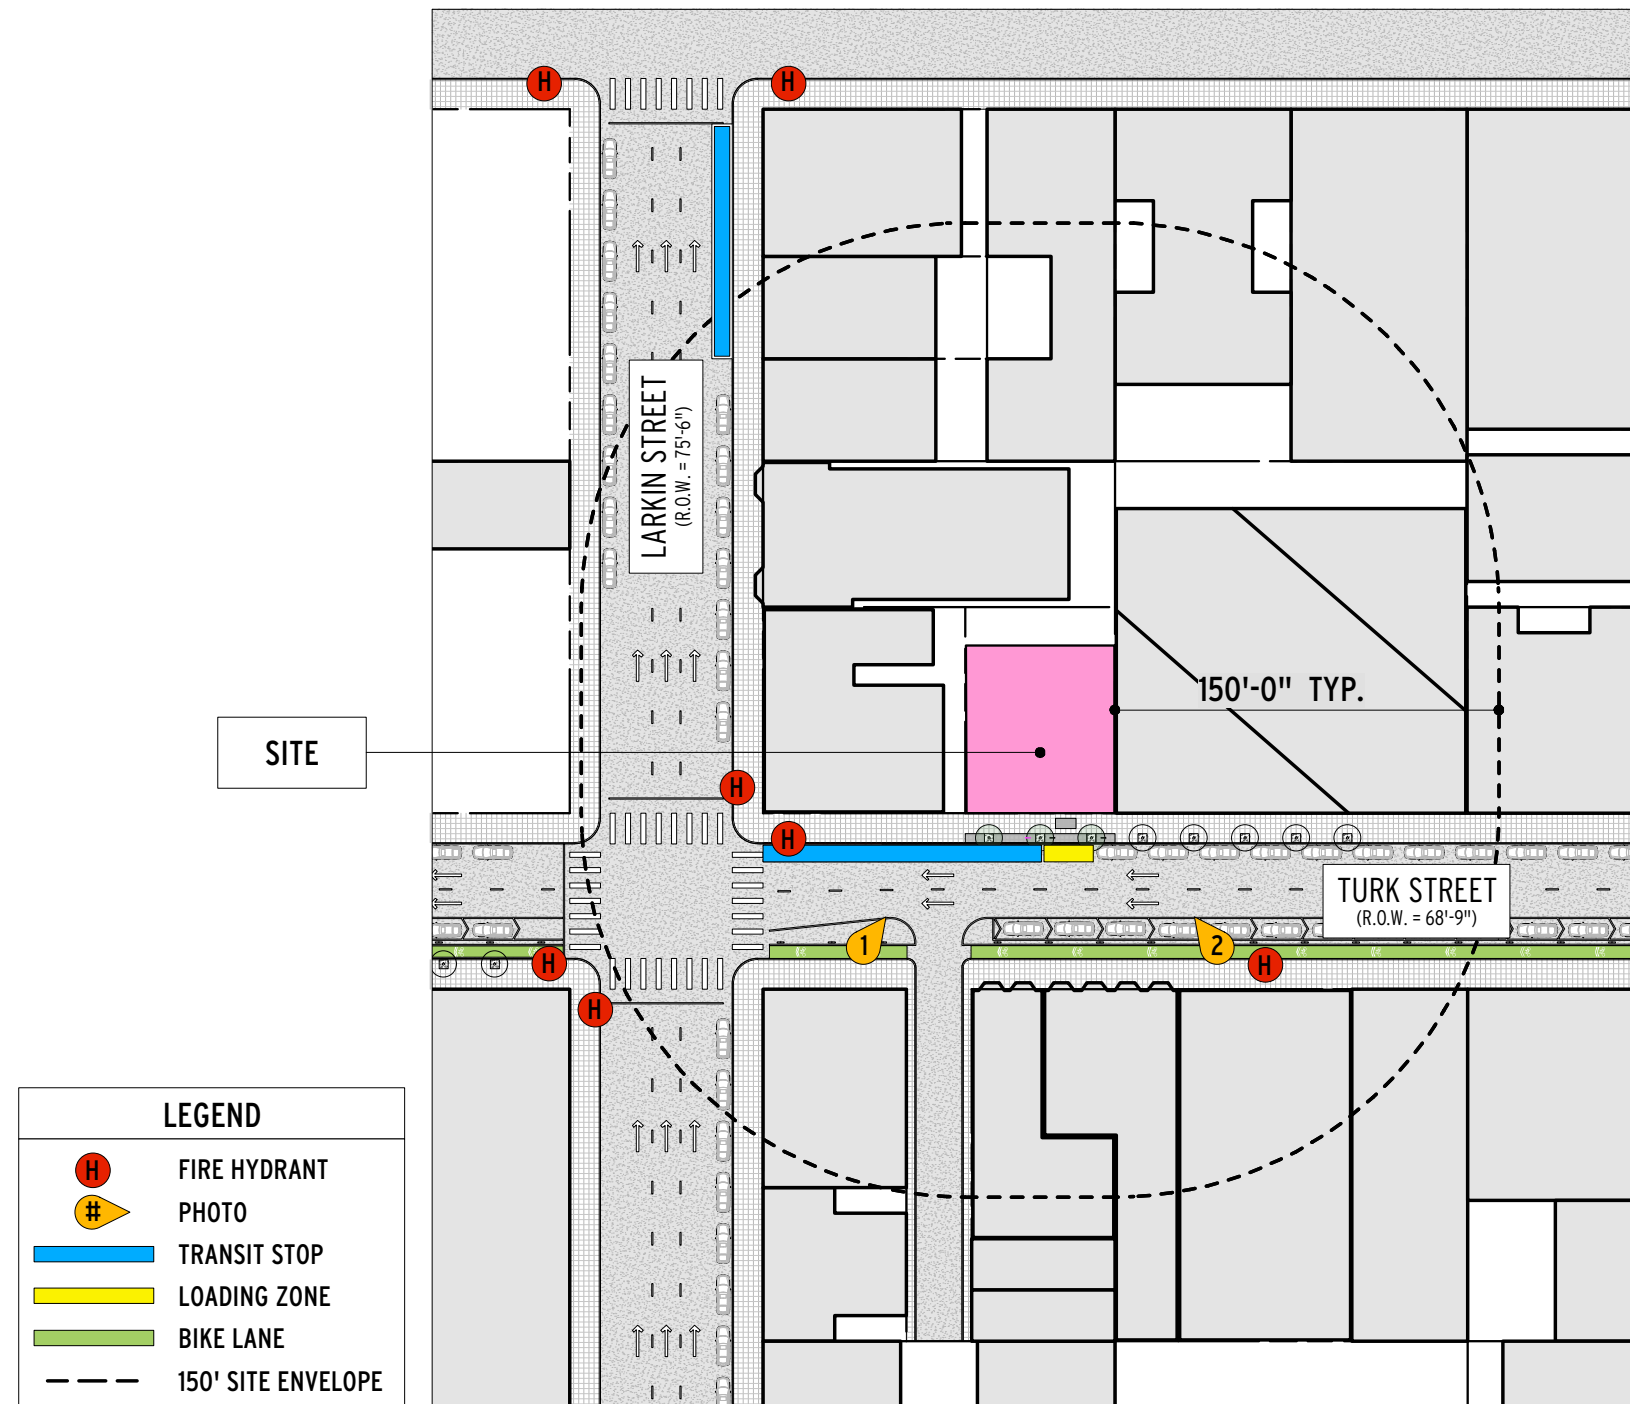 H
H
LARKIN STREET
(R.O.W. = 75'-6")
150'-0" TYP.
SITE
H
H
TURK STREET
(R.O.W. = 68'-9")
1
2
H
H
H
LEGEND
H FIRE HYDRANT
# PHOTO
TRANSIT STOP
LOADING ZONE
BIKE LANE
150' SITE ENVELOPE